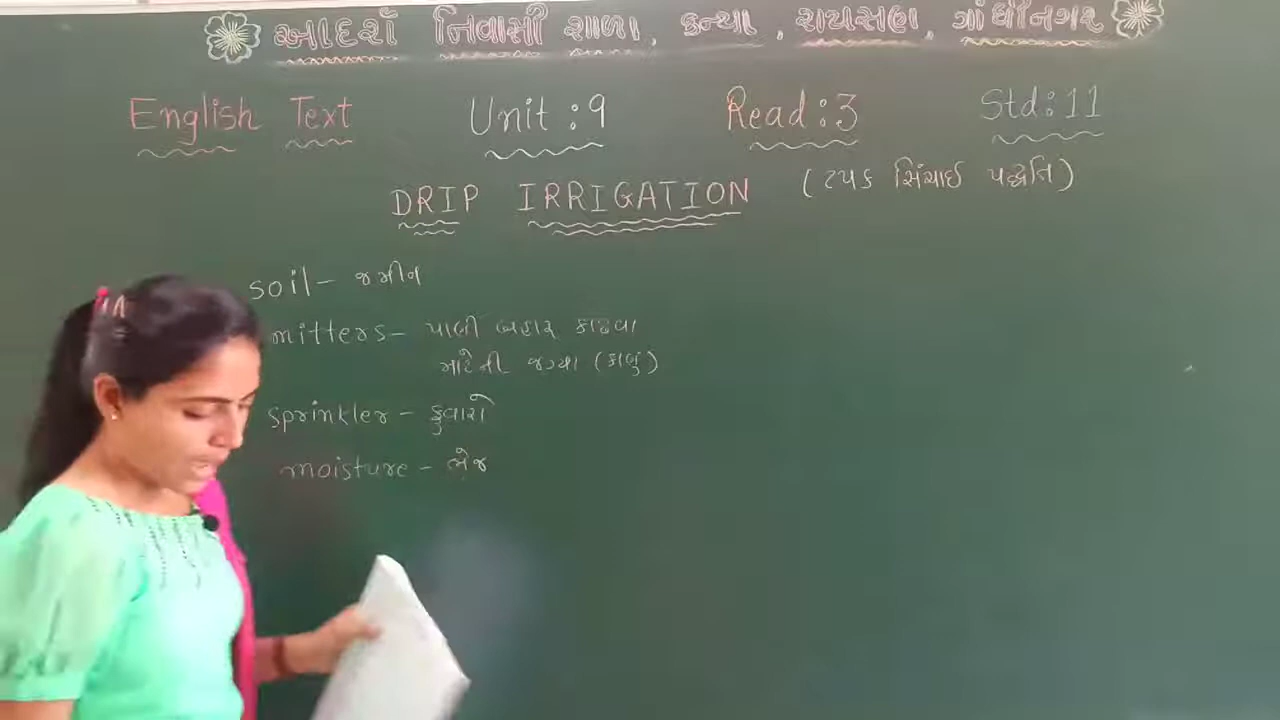 આદર્શ નિવાસી શાળા, કન્યા, રાયસણ, ગાંધીનગર
English Text Unit:9 Read:3 Std:11
DRIP IRRIGATION (ટપક સિંચાઈ પદ્ધતિ)
soil - જમીન
mitters - પાણી બહાર કાઢવા
માટેની જગ્યા (કાણું)
sprinkler - ફુવારો
moisture - ભેજ